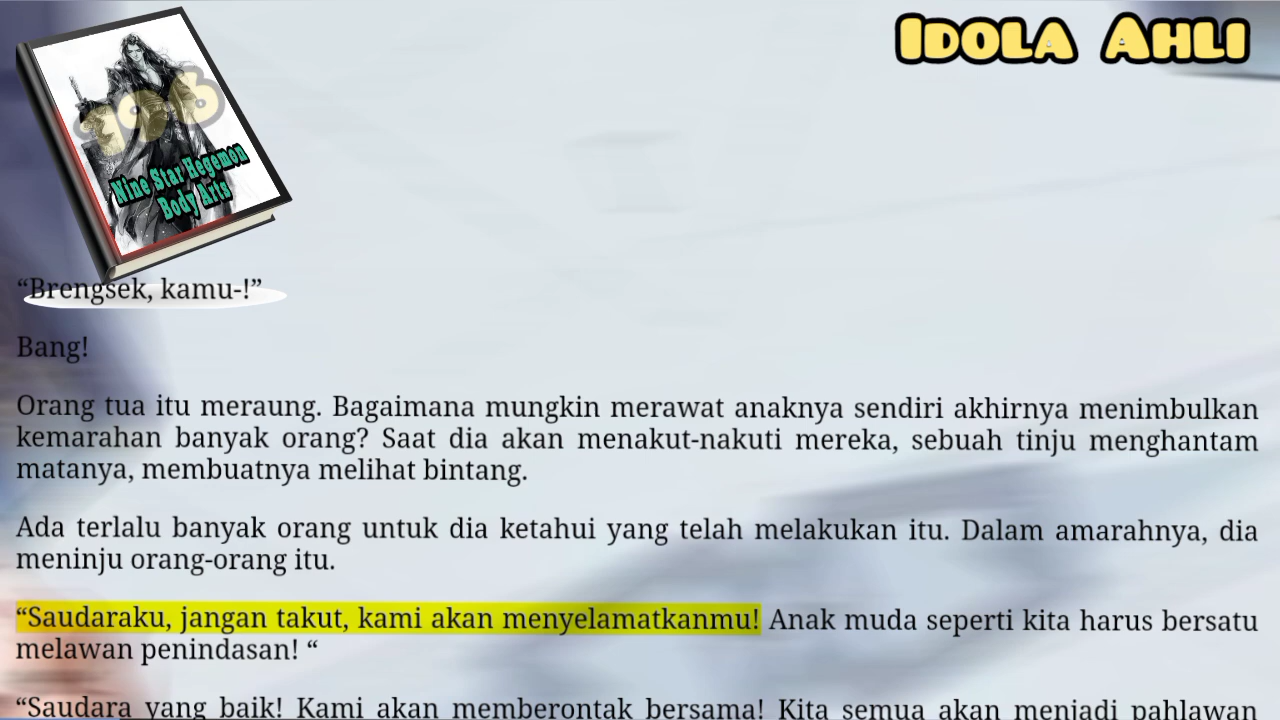 Idola Ahli
196
Nine Star Hegemon
Body Arts
“Brengsek, kamu-!”
Bang!
Orang tua itu meraung. Bagaimana mungkin merawat anaknya sendiri akhirnya menimbulkan
kemarahan banyak orang? Saat dia akan menakut-nakuti mereka, sebuah tinju menghantam
matanya, membuatnya melihat bintang.
Ada terlalu banyak orang untuk dia ketahui yang telah melakukan itu. Dalam amarahnya, dia
meninju orang-orang itu.
“Saudaraku, jangan takut, kami akan menyelamatkanmu! Anak muda seperti kita harus bersatu
melawan penindasan! “
“Saudara yang baik! Kami akan memberontak bersama! Kita semua akan menjadi pahlawan